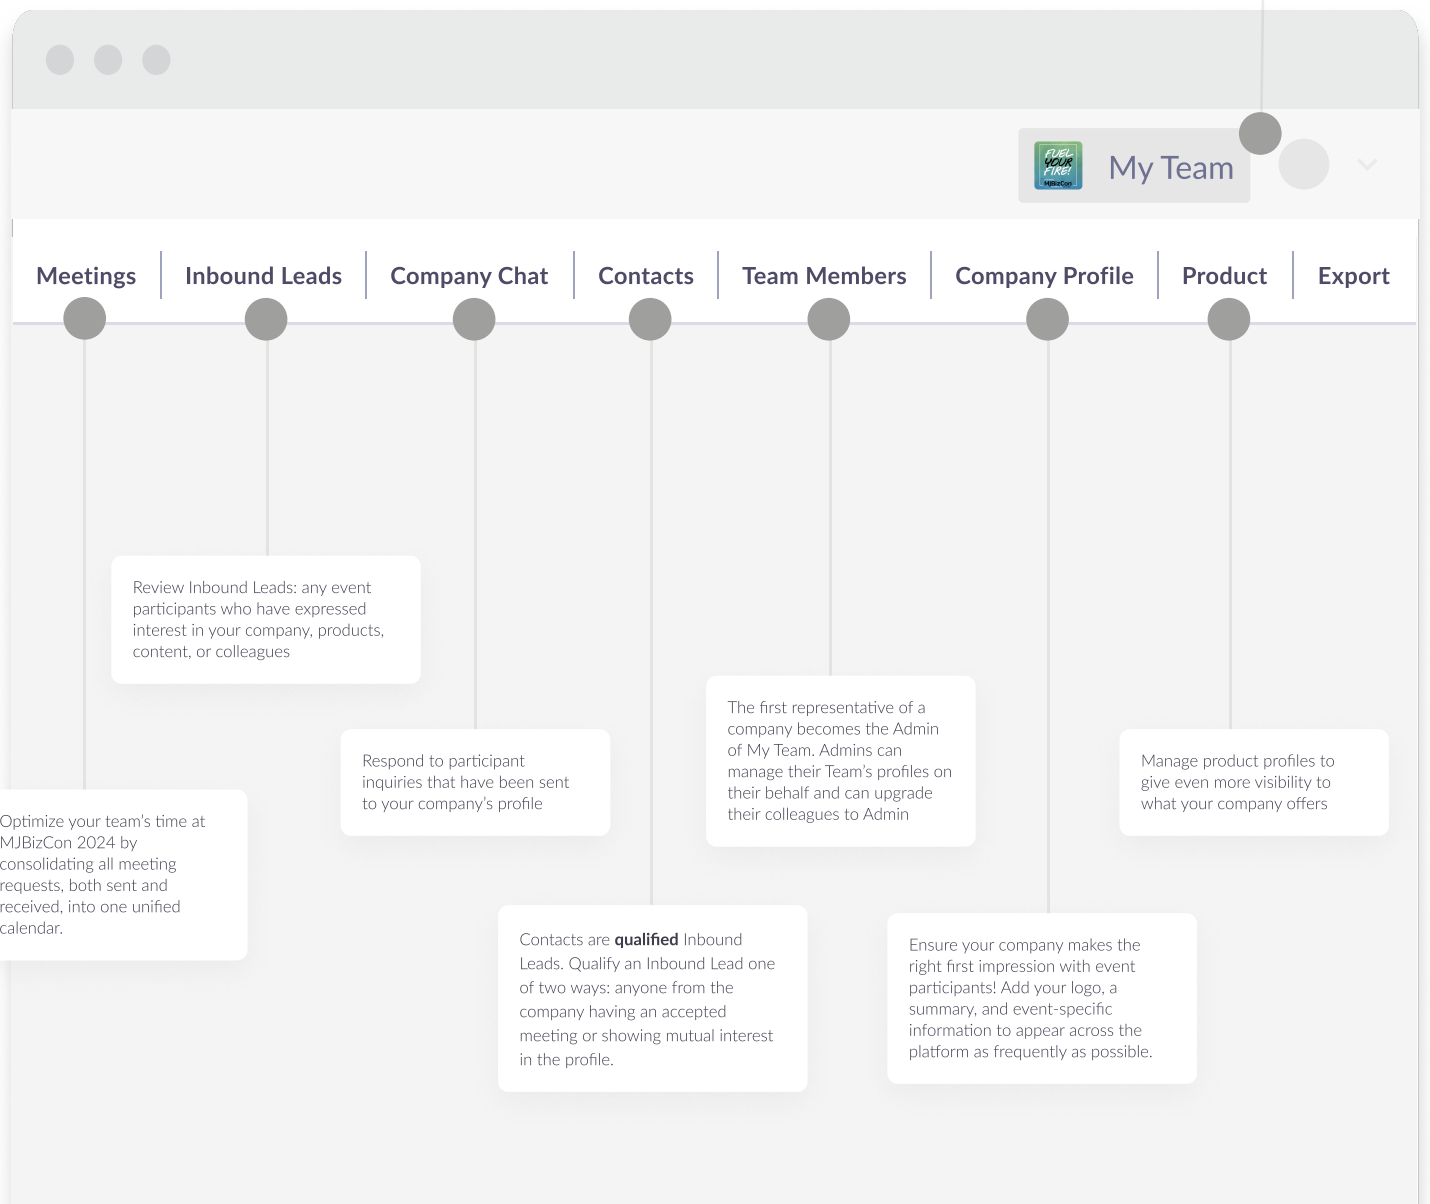 FUEL
YOUR
FIRE!
MJBizCon
My Team
Meetings
Inbound Leads
Company Chat
Contacts
Team Members
Company Profile
Product
Export
Review Inbound Leads: any event
participants who have expressed
interest in your company, products,
content, or colleagues
The first representative of a
company becomes the Admin
of My Team. Admins can
manage their Team's profiles on
their behalf and can upgrade
their colleagues to Admin
Respond to participant
inquiries that have been sent
to your company's profile
Manage product profiles to
give even more visibility to
what your company offers
Optimize your team's time at
MJBizCon 2024 by
consolidating all meeting
requests, both sent and
received, into one unified
calendar.
Contacts are qualified Inbound
Leads. Qualify an Inbound Lead one
of two ways: anyone from the
company having an accepted
meeting or showing mutual interest
in the profile.
Ensure your company makes the
right first impression with event
participants! Add your logo, a
summary, and event-specific
information to appear across the
platform as frequently as possible.